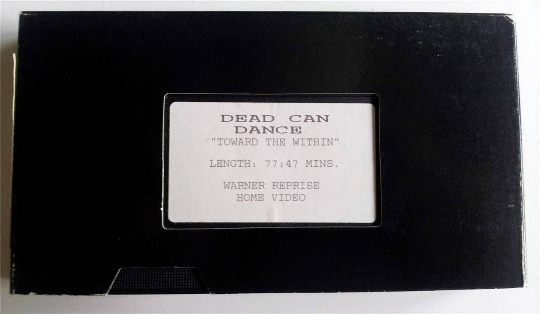 DEAD CAN
DANCE
"TOWARD THE WITHIN"
LENGTH: 77:47 MINS.
WARNER REPRISE
HOME VIDEO